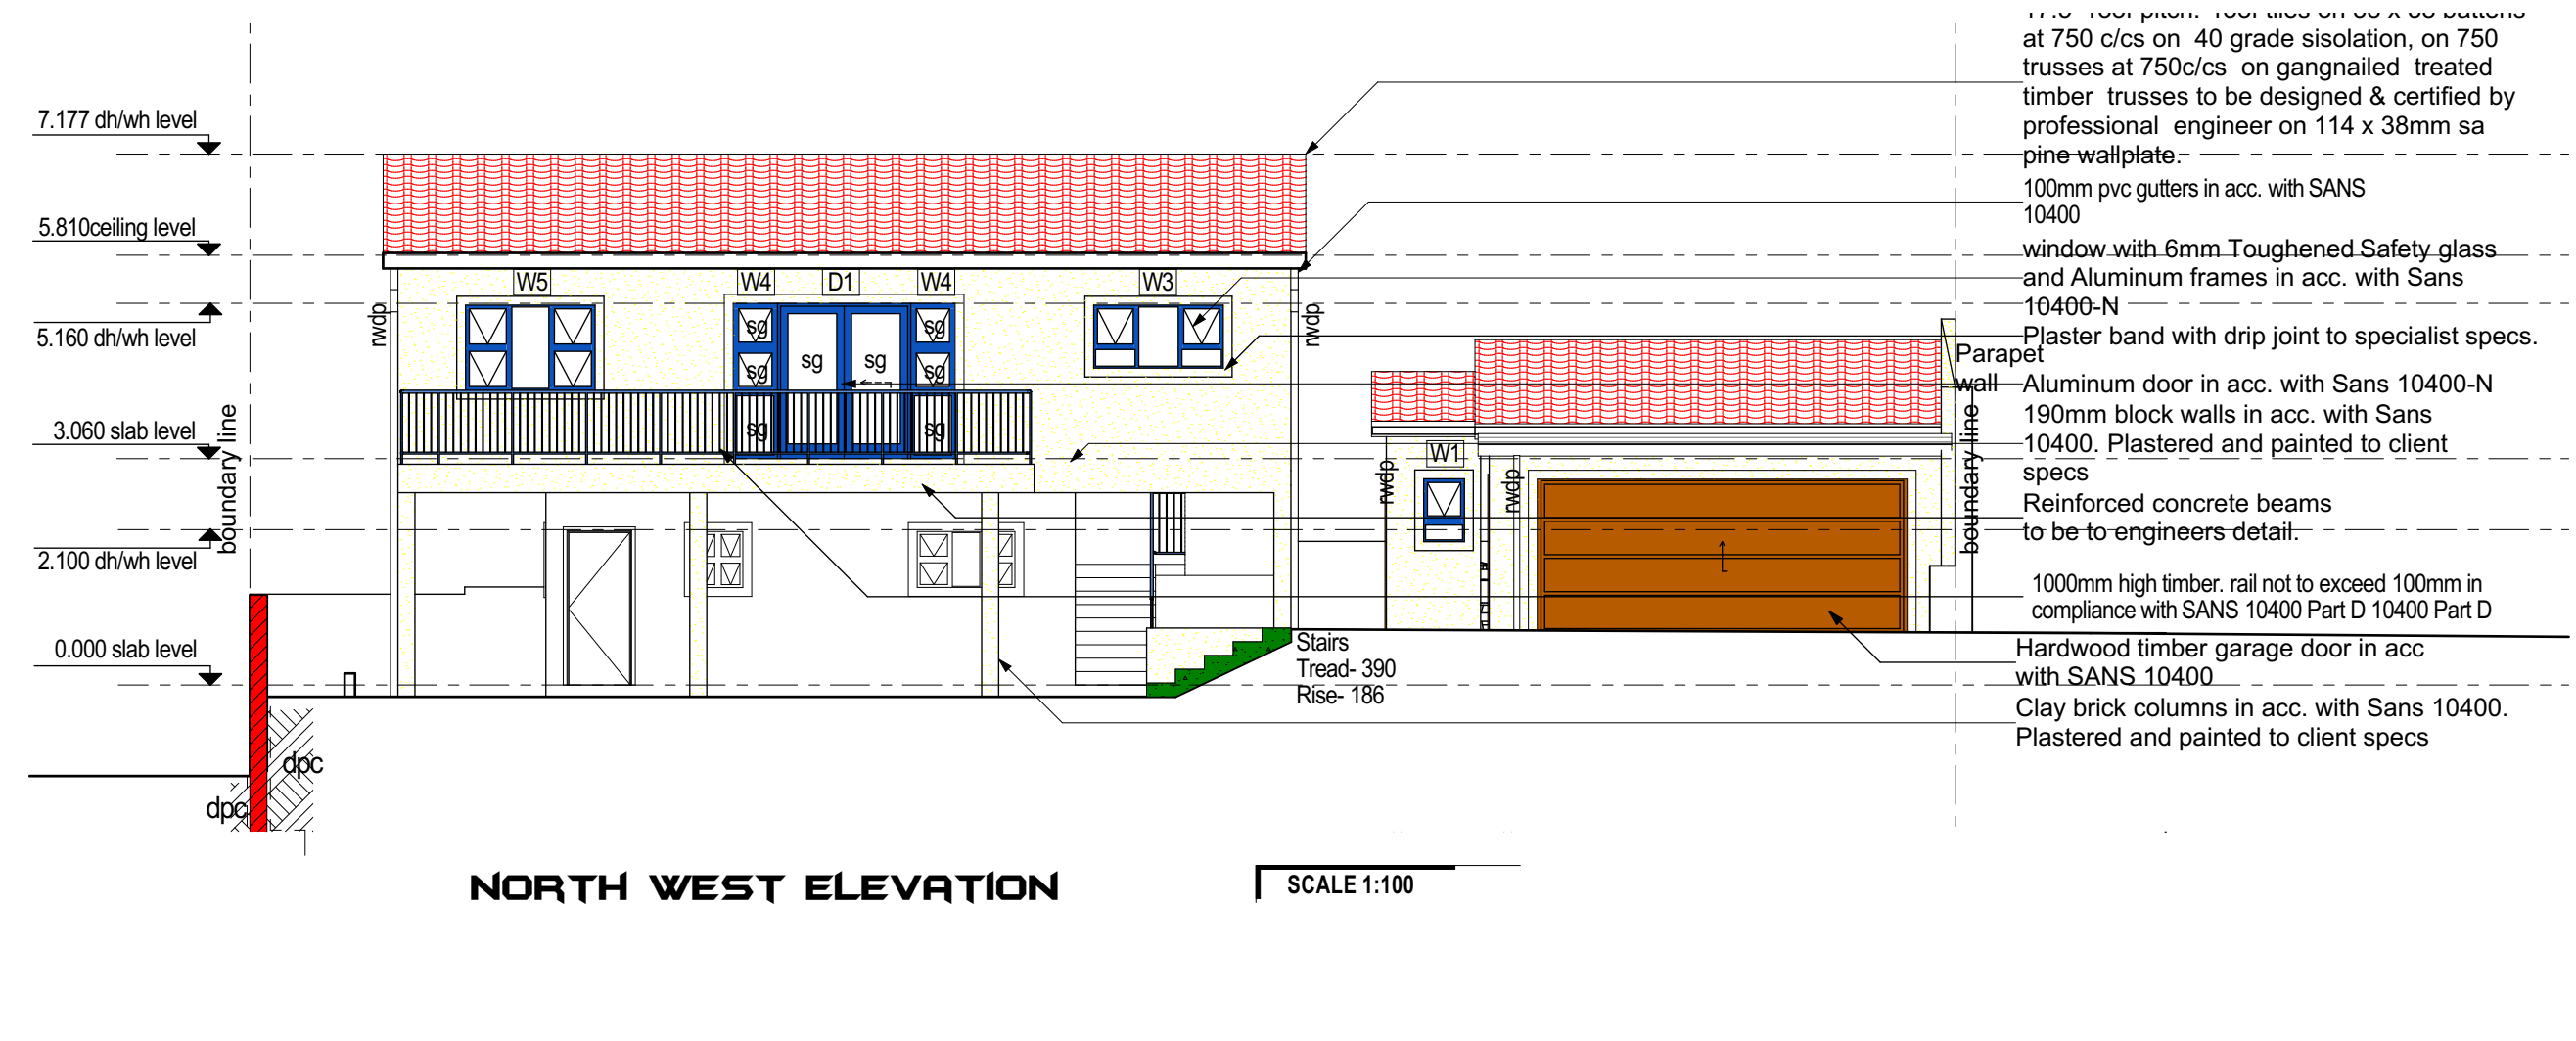 at 750 c/cs on 40 grade sisolation, on 750
trusses at 750c/cs on gangnailed treated
timber trusses to be designed & certified by
professional engineer on 114 x 38mm sa
pine wallplate.
100mm pvc gutters in acc. with SANS
10400
window with 6mm Toughened Safety glass
and Aluminum frames in acc. with Sans
10400-N
Plaster band with drip joint to specialist specs.
Parapet
wall
Aluminum door in acc. with Sans 10400-N
190mm block walls in acc. with Sans
10400. Plastered and painted to client
specs
Reinforced concrete beams
to be to engineers detail.
1000mm high timber. rail not to exceed 100mm in
compliance with SANS 10400 Part D 10400 Part D
Hardwood timber garage door in acc
with SANS 10400
Clay brick columns in acc. with Sans 10400.
Plastered and painted to client specs
7.177 dh/wh level
5.810ceiling level
5.160 dh/wh level
3.060 slab level
2.100 dh/wh level
0.000 slab level
boundary line
rwdp
W5
W4
D1
W4
W3
sg
sg
sg
sg
sg
sg
sg
sg
rwdp
rwdp
W1
rwdp
boundary line
Stairs
Tread- 390
Rise- 186
dpc
dpc
NORTH WEST ELEVATION
SCALE 1:100